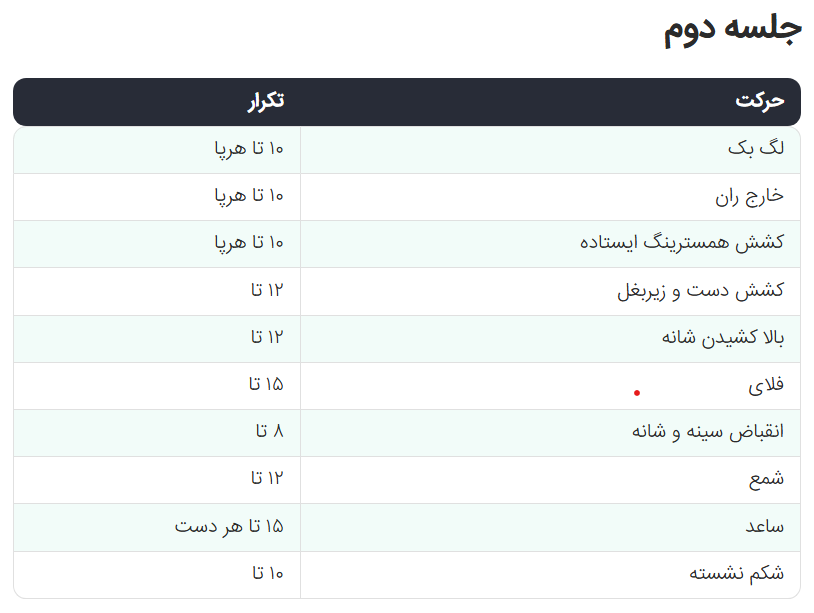 جلسه دوم
حرکت تکرار
لگ بک ۱۰ تا هرپا
خارج ران ۱۰ تا هرپا
کشش همسترینگ ایستاده ۱۰ تا هرپا
کشش دست و زیربغل ۱۲ تا
بالا کشیدن شانه ۱۲ تا
فلای ۱۵ تا
انقباض سینه و شانه ۸ تا
شمع ۱۲ تا
ساعد ۱۵ تا هر دست
شکم نشسته ۱۰ تا